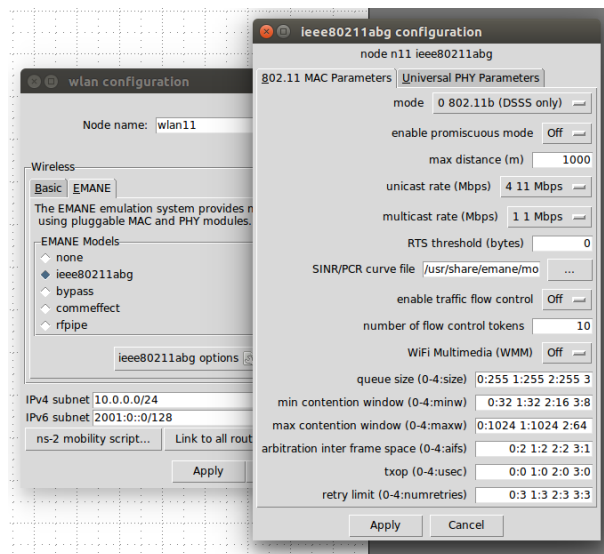 ieee80211abg configuration
node n11 ieee80211abg
802.11 MAC Parameters Universal PHY Parameters
mode 0 802.11b (DSSS only)
enable promiscuous mode Off
max distance (m) 1000
unicast rate (Mbps) 4 11 Mbps
multicast rate (Mbps) 1 1 Mbps
RTS threshold (bytes) 0
SINR/PCR curve file /usr/share/emane/mo ...
enable traffic flow control Off
number of flow control tokens 10
WiFi Multimedia (WMM) Off
queue size (0-4:size) 0:255 1:255 2:255 3
min contention window (0-4:minw) 0:32 1:32 2:16 3:8
max contention window (0-4:maxw) 0:1024 1:1024 2:64
arbitration inter frame space (0-4:aifs) 0:2 1:2 2:2 3:1
txop (0-4:usec) 0:0 1:0 2:0 3:0
retry limit (0-4:numretries) 0:3 1:3 2:3 3:3
Apply Cancel
wlan configuration
Node name: wlan11
Wireless
Basic EMANE
The EMANE emulation system provides
using pluggable MAC and PHY modules.
EMANE Models
none
ieee80211abg
bypass
commeffect
rfpipe
ieee80211abg options
IPv4 subnet 10.0.0.0/24
IPv6 subnet 2001:0::0/128
ns-2 mobility script... Link to all rout
Apply